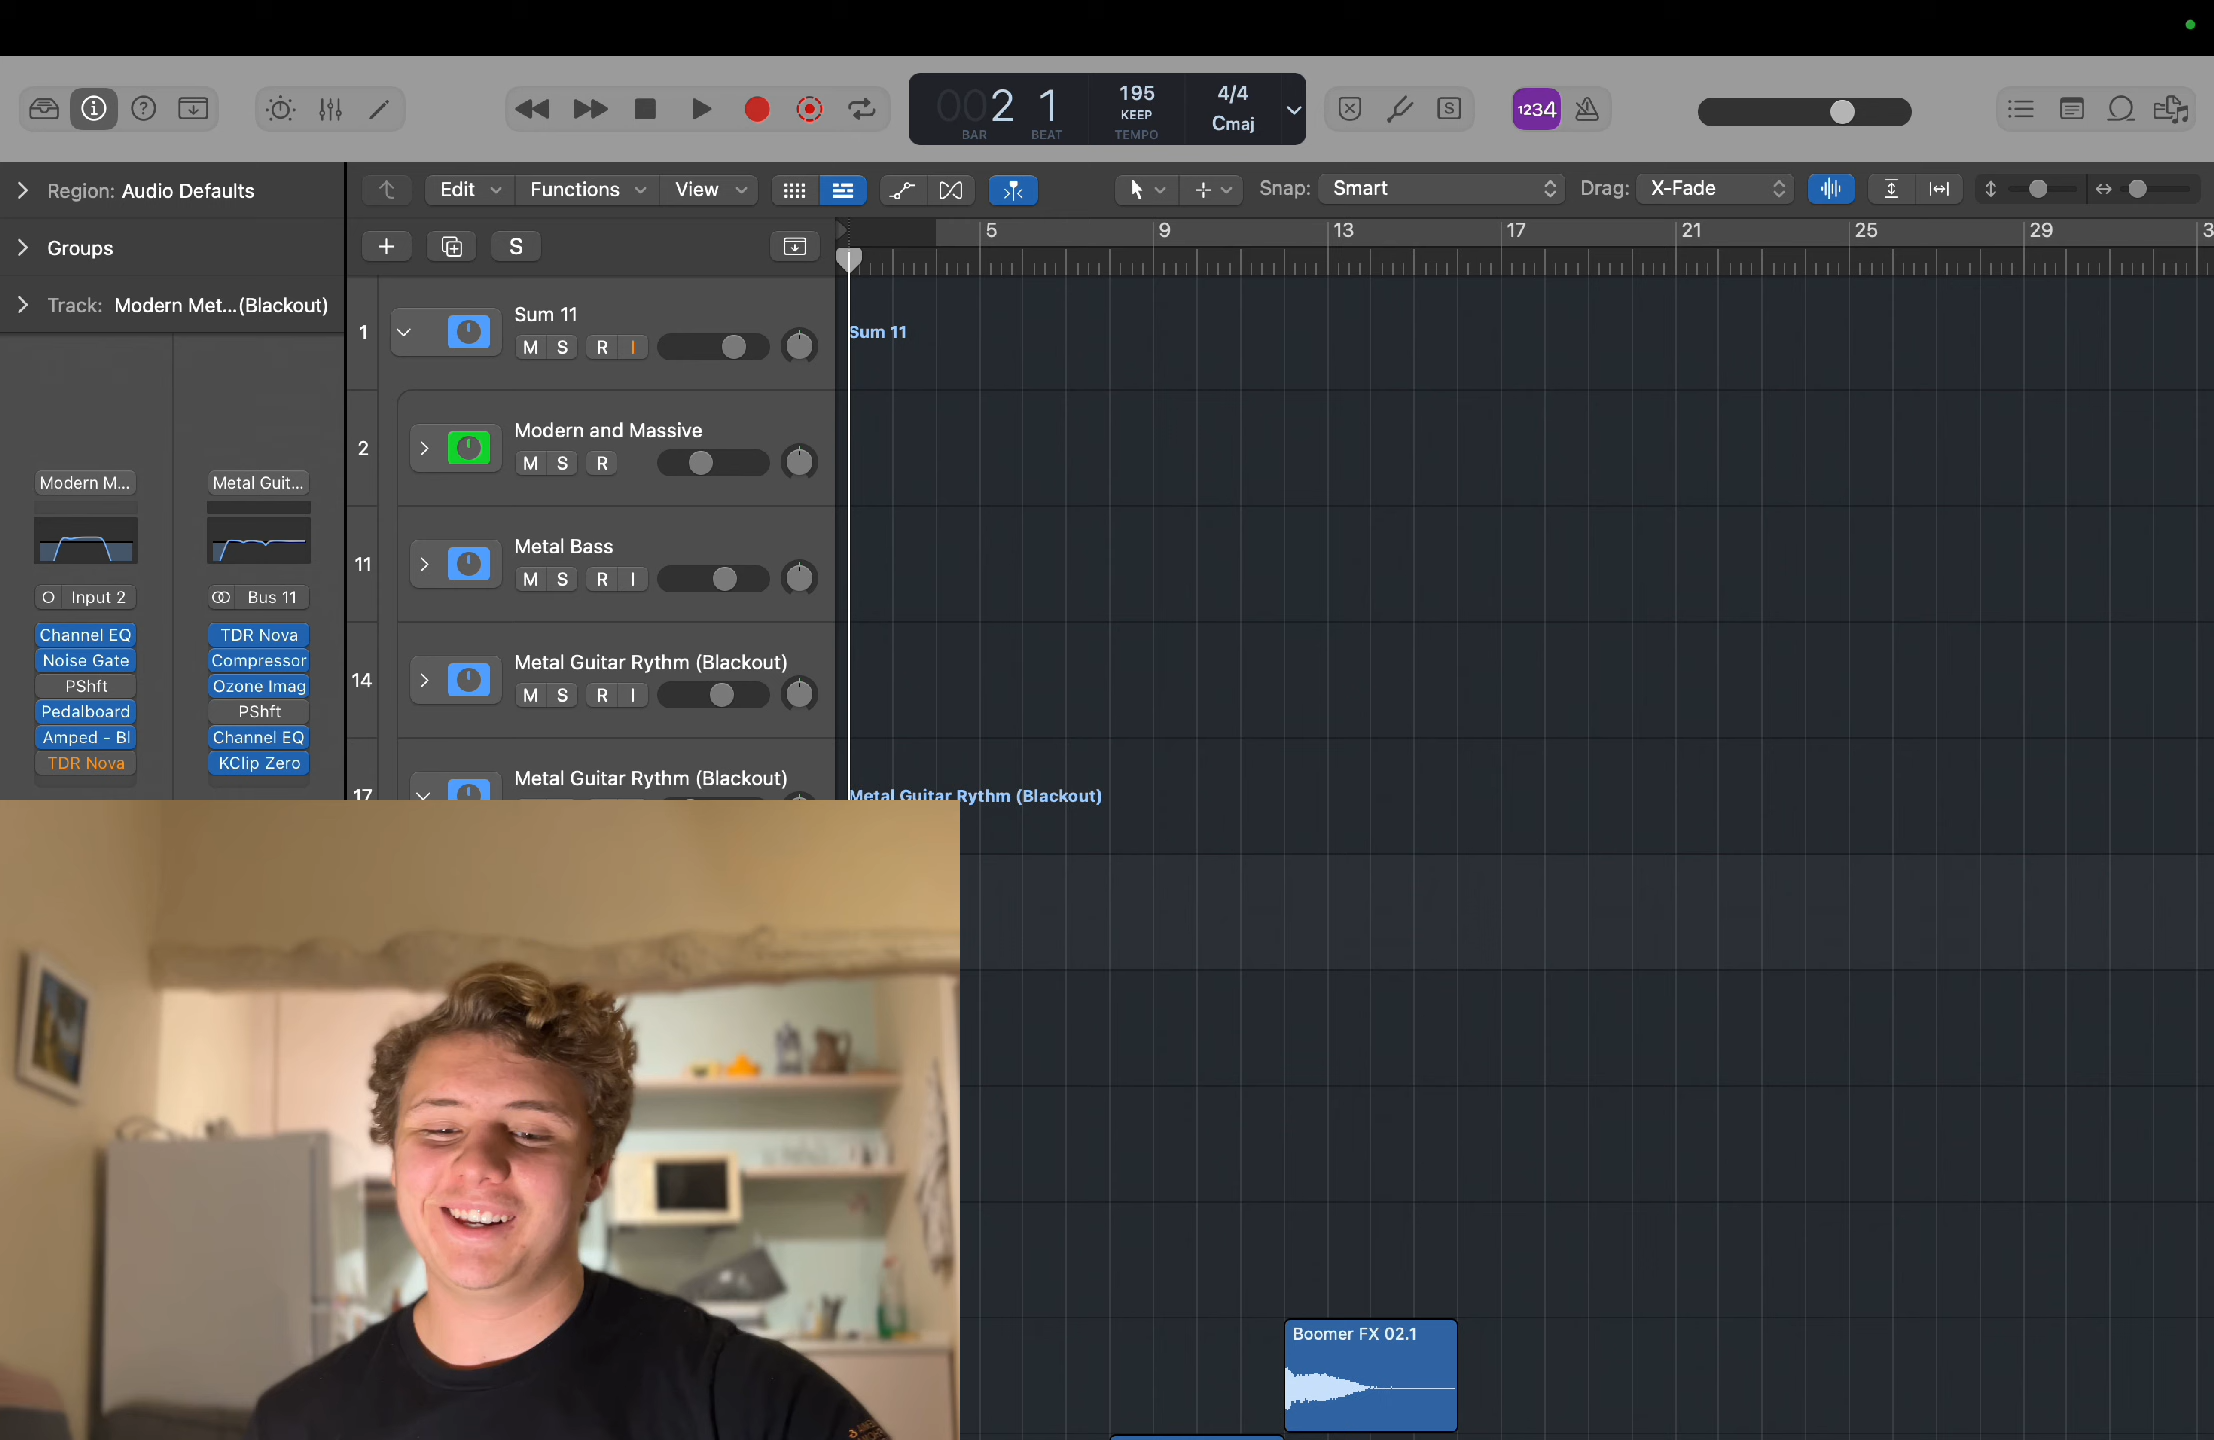 002 1
BAR BEAT
195
KEEP
TEMPO
4/4
Cmaj
S
1234
Region: Audio Defaults
Edit Functions View
Snap: Smart
Drag: X-Fade
Groups
S
5 9 13 17 21 25 29 3
Track: Modern Met...(Blackout)
1
Sum 11
M S R I
Sum 11
2
Modern and Massive
M S R
Modern M...
Metal Guit...
11
Metal Bass
M S R I
Input 2
Bus 11
Channel EQ
Noise Gate
PShft
Pedalboard
Amped - Bl
TDR Nova
TDR Nova
Compressor
Ozone Imag
PShft
Channel EQ
KClip Zero
14
Metal Guitar Rythm (Blackout)
M S R I
17
Metal Guitar Rythm (Blackout)
Metal Guitar Rythm (Blackout)
Boomer FX 02.1